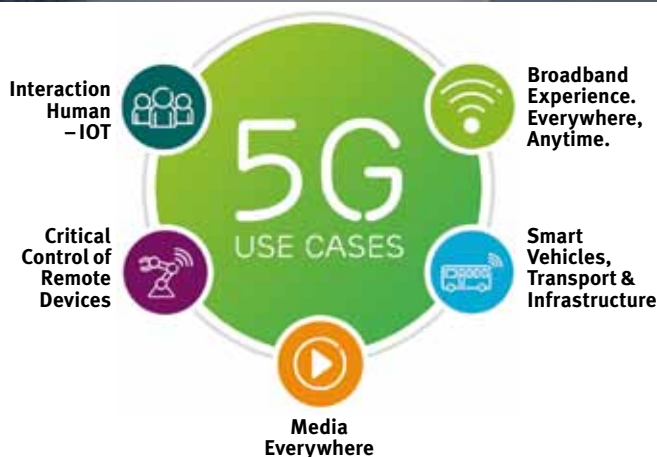 Interaction
Human
– IOT
Broadband
Experience.
Everywhere,
Anytime.
5G
USE CASES
Critical
Control of
Remote
Devices
Smart
Vehicles,
Transport &
Infrastructure
Media
Everywhere